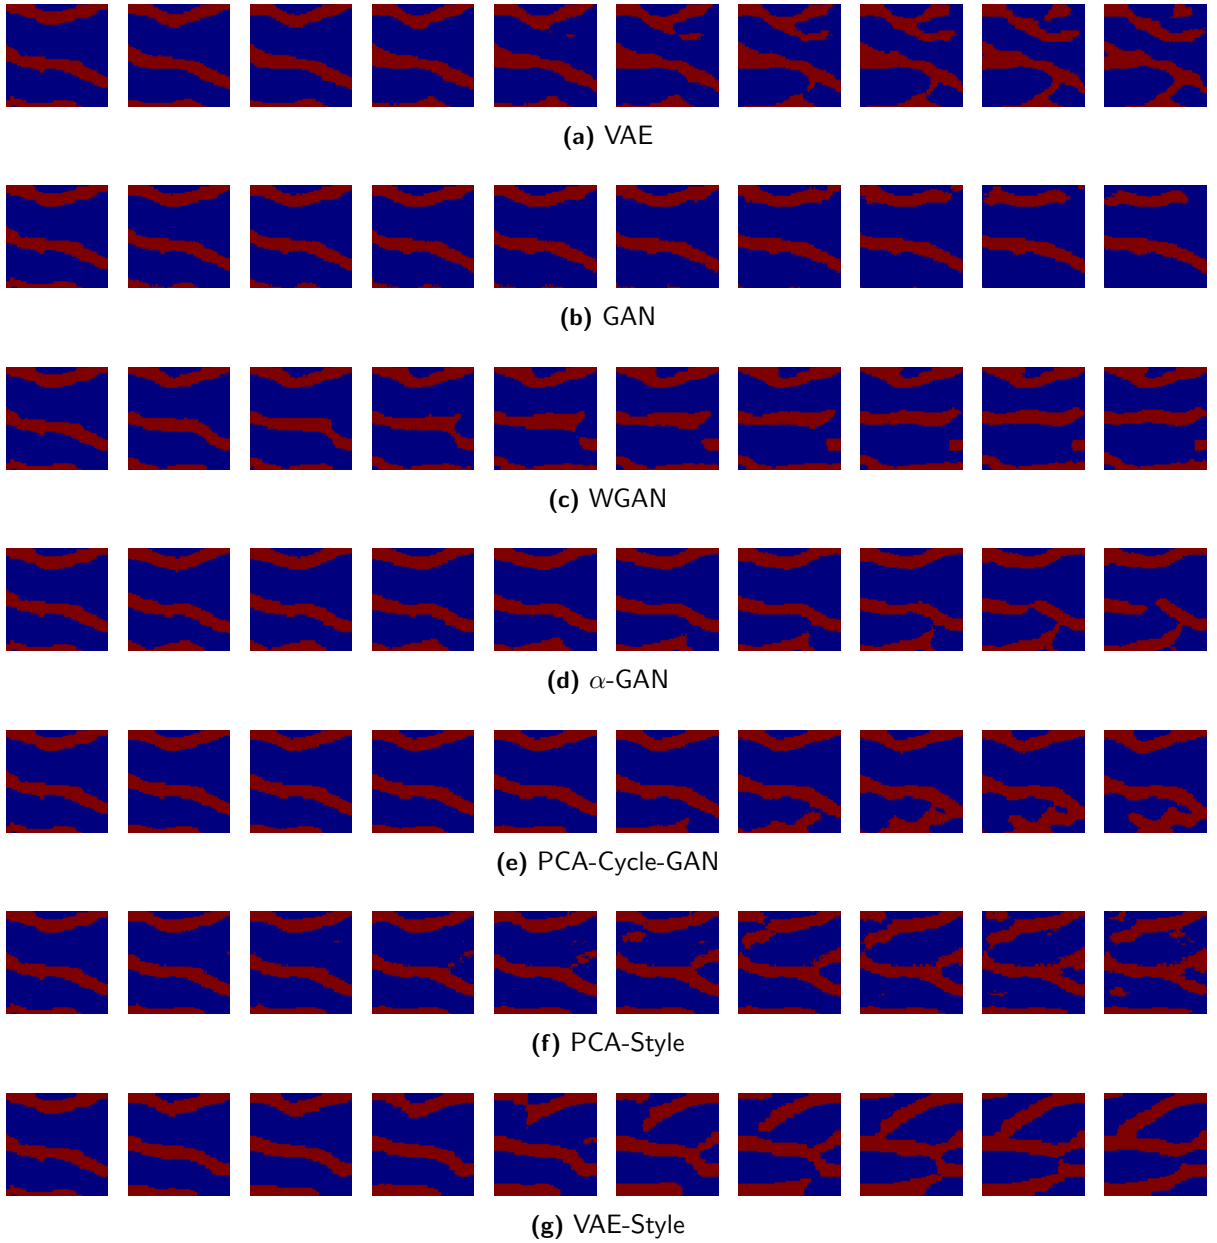 (a) VAE
(b) GAN
(c) WGAN
(d) α-GAN
(e) PCA-Cycle-GAN
(f) PCA-Style
(g) VAE-Style